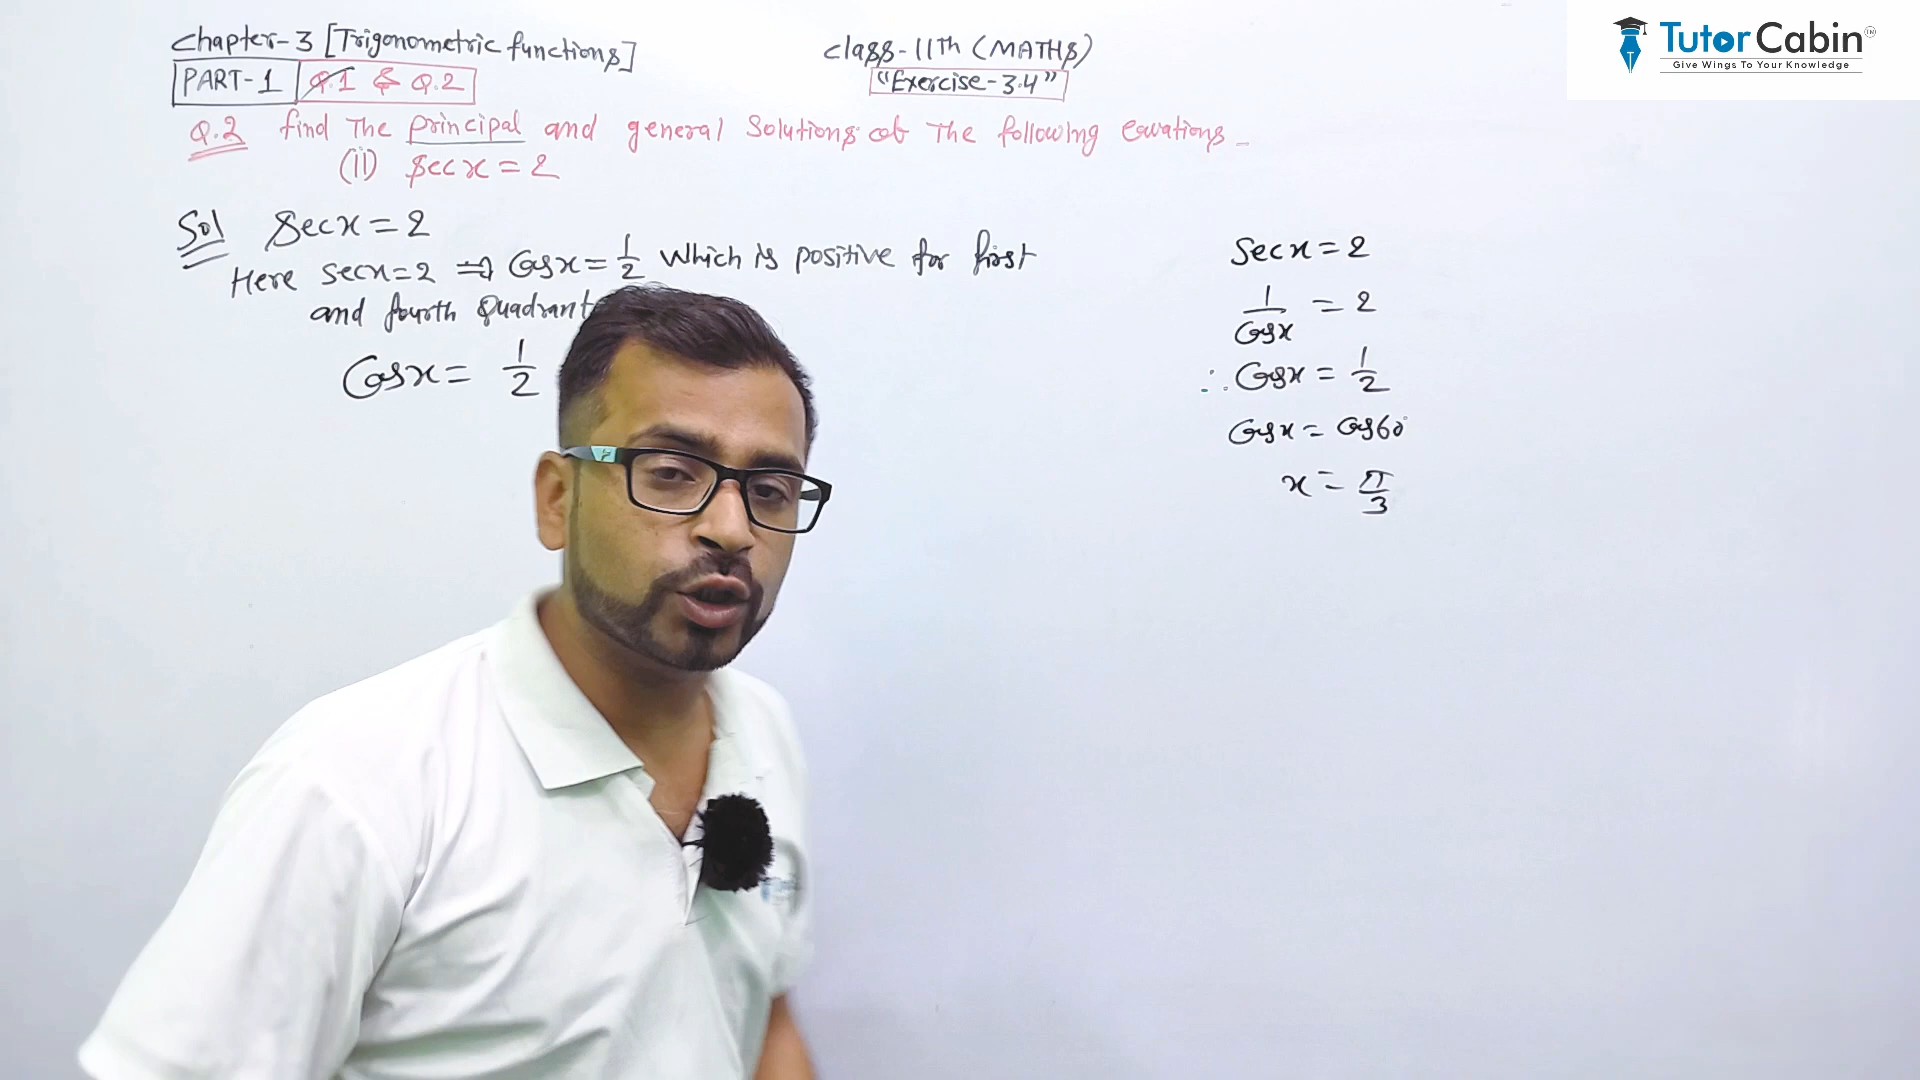 Chapter-3 [Trigonometric functions]
class-11th (MATHS)
PART-1 Q.1 & Q.2
"Exercise-3.4"
Tutor Cabin TM
Give Wings To Your Knowledge
Q.2 find The principal and general Solutions of The following Equations -
(ii) sec x = 2
Sol Sec x = 2
Here sec x = 2 ⇒ Cos x = 1/2 which is positive for first
and fourth Quadrant
Cos x = 1/2
Sec x = 2
1/Cos x = 2
∴ Cos x = 1/2
Cos x = Cos 60°
x = π/3